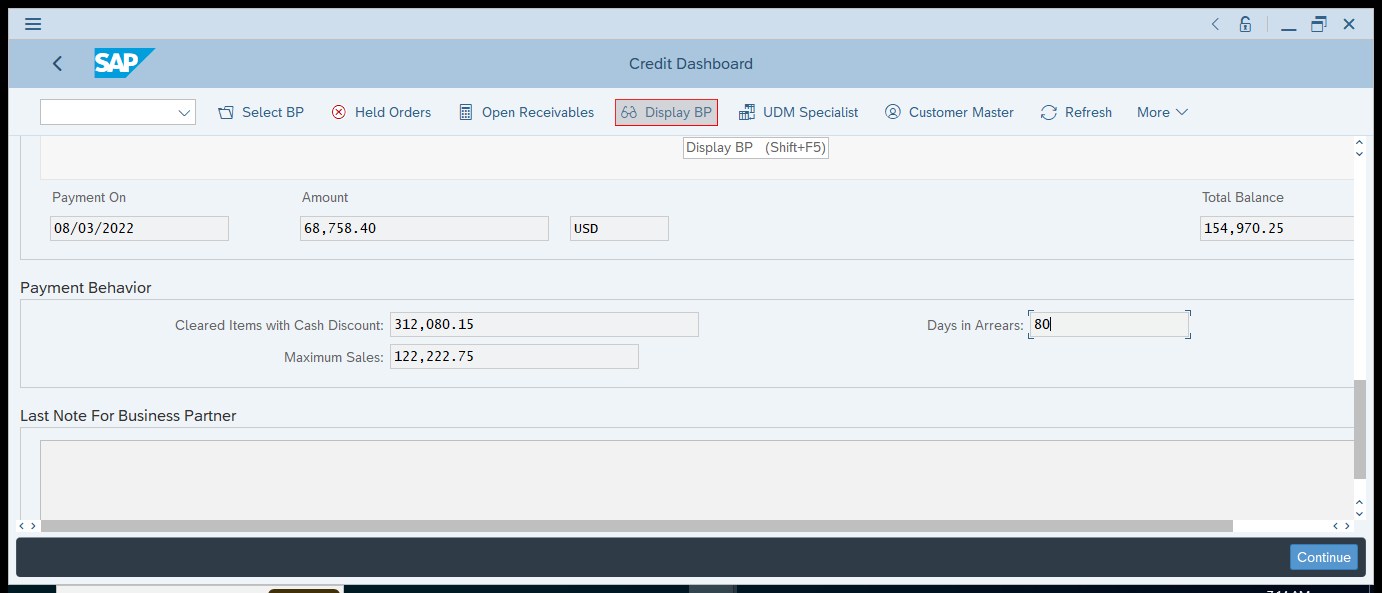 SAP
Credit Dashboard
Select BP
Held Orders
Open Receivables
Display BP
UDM Specialist
Customer Master
Refresh
More
Display BP (Shift+F5)
Payment On
Amount
Total Balance
08/03/2022
68,758.40
USD
154,970.25
Payment Behavior
Cleared Items with Cash Discount: 312,080.15
Days in Arrears: 80
Maximum Sales: 122,222.75
Last Note For Business Partner
Continue